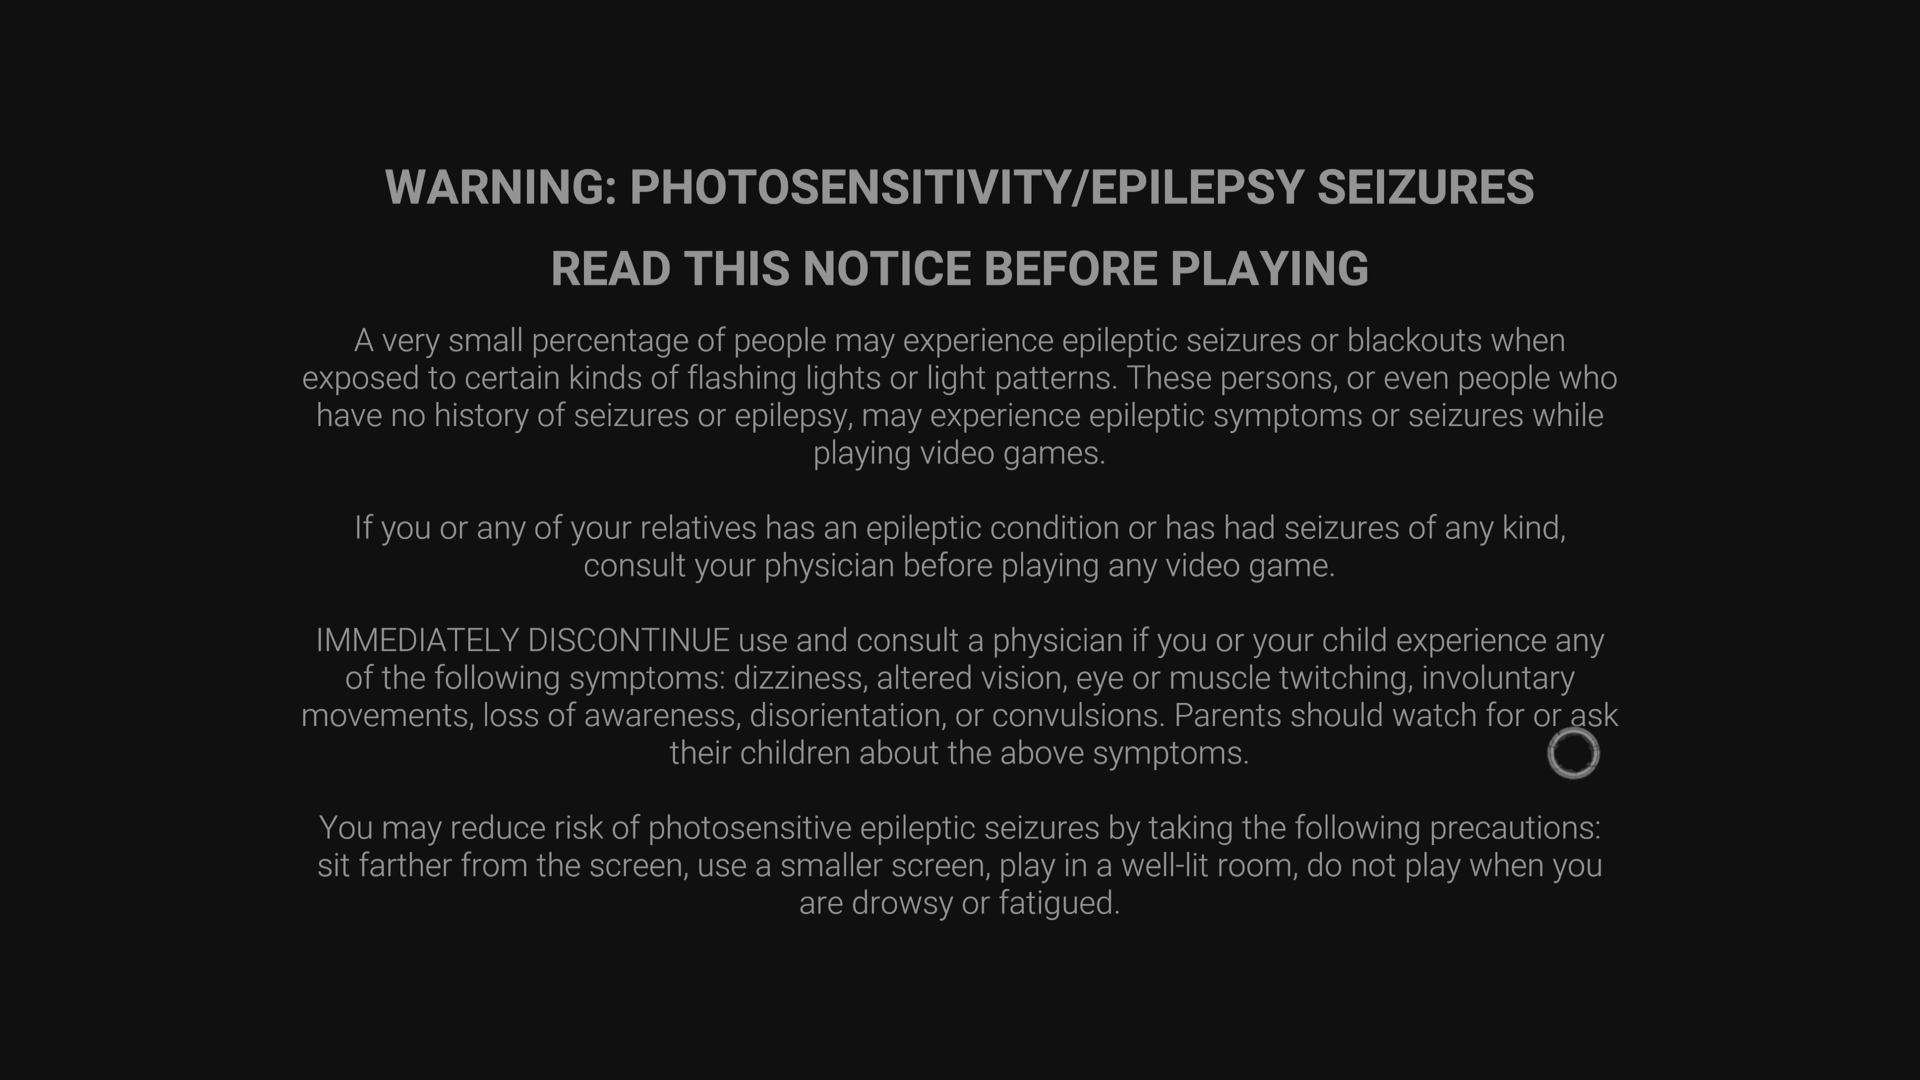 WARNING: PHOTOSENSITIVITY/EPILEPSY SEIZURES
READ THIS NOTICE BEFORE PLAYING
A very small percentage of people may experience epileptic seizures or blackouts when
exposed to certain kinds of flashing lights or light patterns. These persons, or even people who
have no history of seizures or epilepsy, may experience epileptic symptoms or seizures while
playing video games.
If you or any of your relatives has an epileptic condition or has had seizures of any kind,
consult your physician before playing any video game.
IMMEDIATELY DISCONTINUE use and consult a physician if you or your child experience any
of the following symptoms: dizziness, altered vision, eye or muscle twitching, involuntary
movements, loss of awareness, disorientation, or convulsions. Parents should watch for or ask
their children about the above symptoms.
You may reduce risk of photosensitive epileptic seizures by taking the following precautions:
sit farther from the screen, use a smaller screen, play in a well-lit room, do not play when you
are drowsy or fatigued.